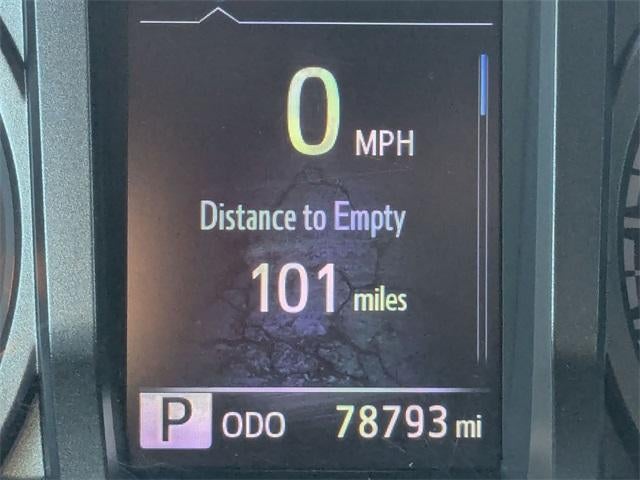 0 MPH
Distance to Empty
101 miles
P ODO 78793 mi